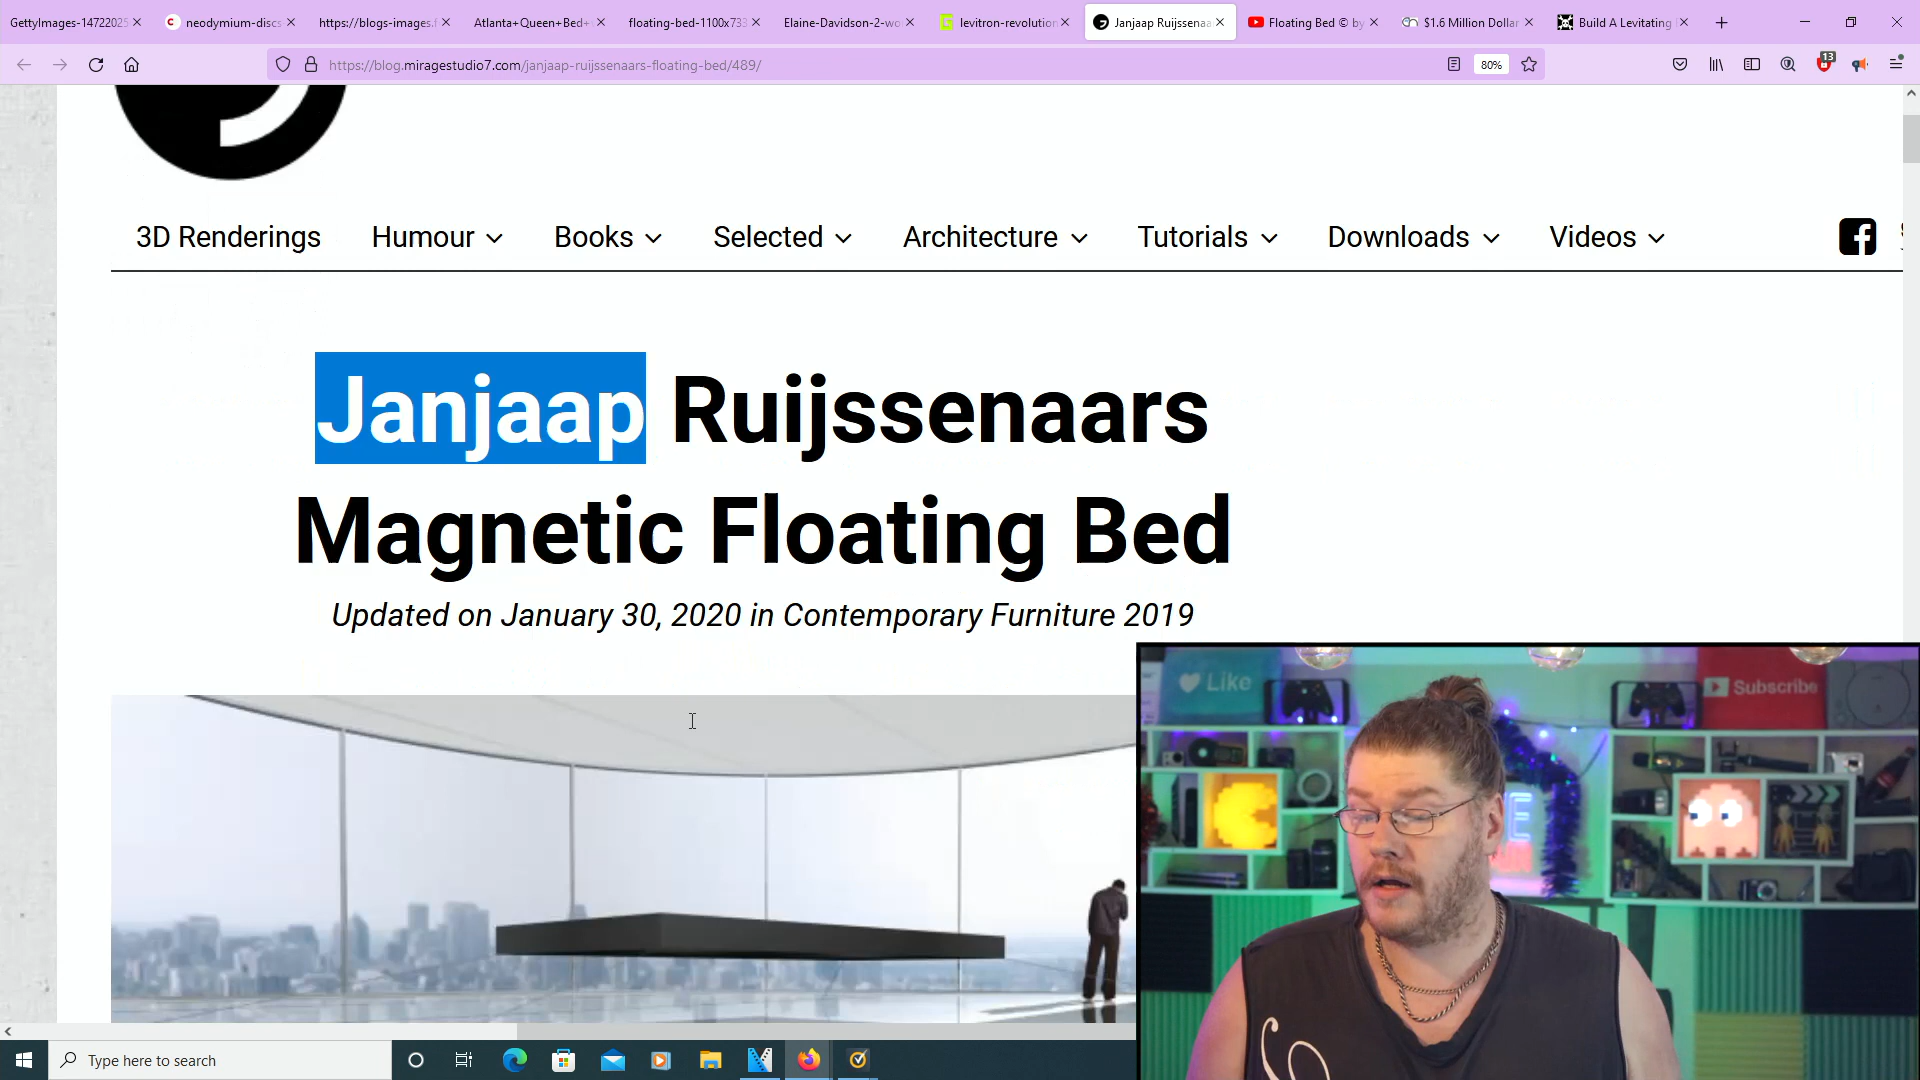 GettyImages-14722025
neodymium-discs
https://blogs-images.f
Atlanta+Queen+Bed+
floating-bed-1100x733
Elaine-Davidson-2-wo
levitron-revolution
Janjaap Ruijssenaa
Floating Bed © by
$1.6 Million Dollar
Build A Levitating
https://blog.miragestudio7.com/janjaap-ruijssenaars-floating-bed/489/
80%
13
3D Renderings
Humour
Books
Selected
Architecture
Tutorials
Downloads
Videos
Janjaap Ruijssenaars
Magnetic Floating Bed
Updated on January 30, 2020 in Contemporary Furniture 2019
Like
Subscribe
Type here to search